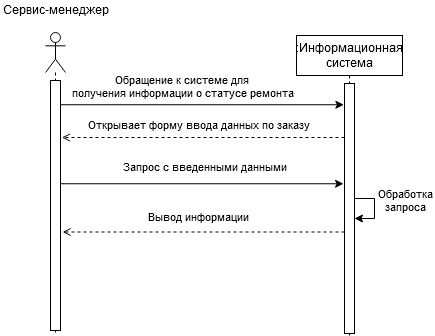 Сервис-менеджер
:Информационная
система
Обращение к системе для
получения информации о статусе ремонта
Открывает форму ввода данных по заказу
Запрос с введенными данными
Обработка
запроса
Вывод информации